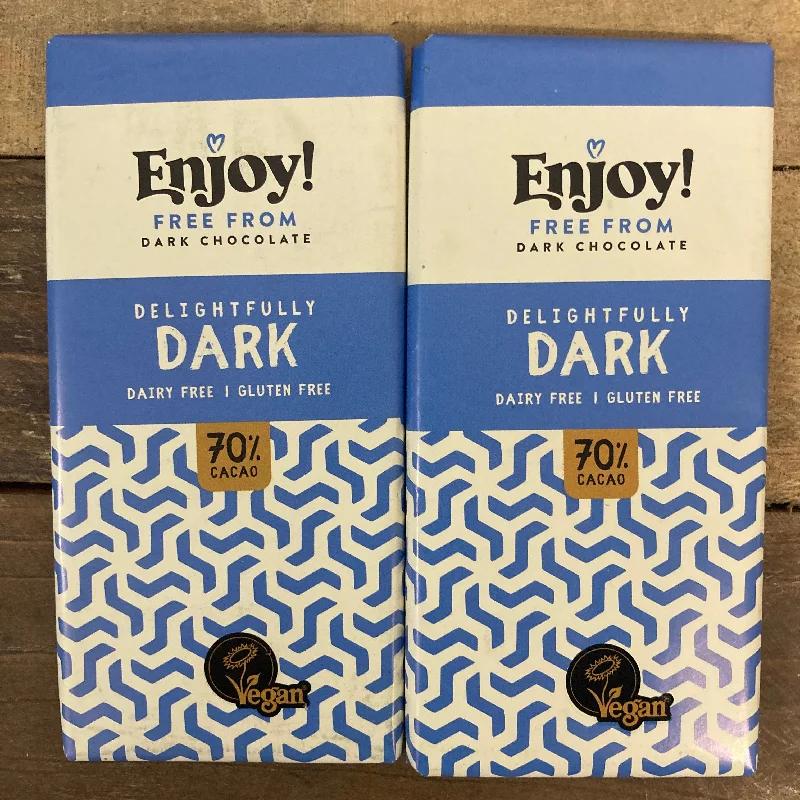 Enjoy!
FREE FROM
DARK CHOCOLATE
DELIGHTFULLY
DARK
DAIRY FREE | GLUTEN FREE
70%
CACAO
Vegan
Enjoy!
FREE FROM
DARK CHOCOLATE
DELIGHTFULLY
DARK
DAIRY FREE | GLUTEN FREE
70%
CACAO
Vegan